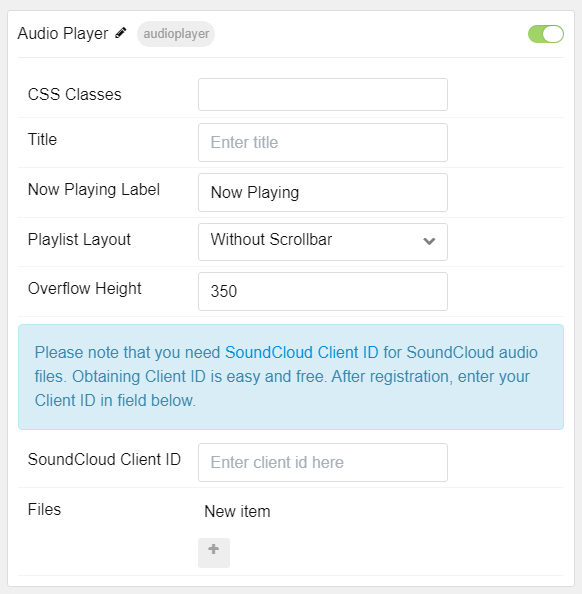 Audio Player audioplayer
CSS Classes
Title Enter title
Now Playing Label Now Playing
Playlist Layout Without Scrollbar
Overflow Height 350
Please note that you need SoundCloud Client ID for SoundCloud audio
files. Obtaining Client ID is easy and free. After registration, enter your
Client ID in field below.
SoundCloud Client ID Enter client id here
Files New item
+